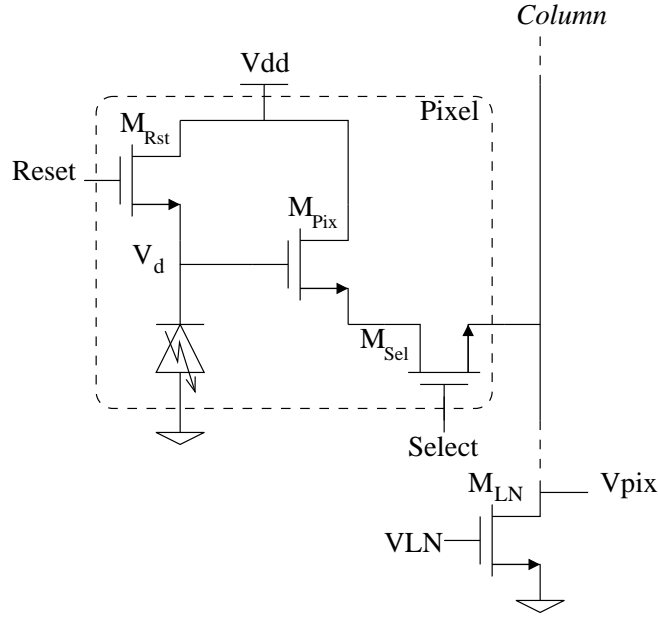 Column
Vdd
Pixel
M_Rst
Reset
M_Pix
V_d
M_Sel
Select
M_LN
Vpix
VLN